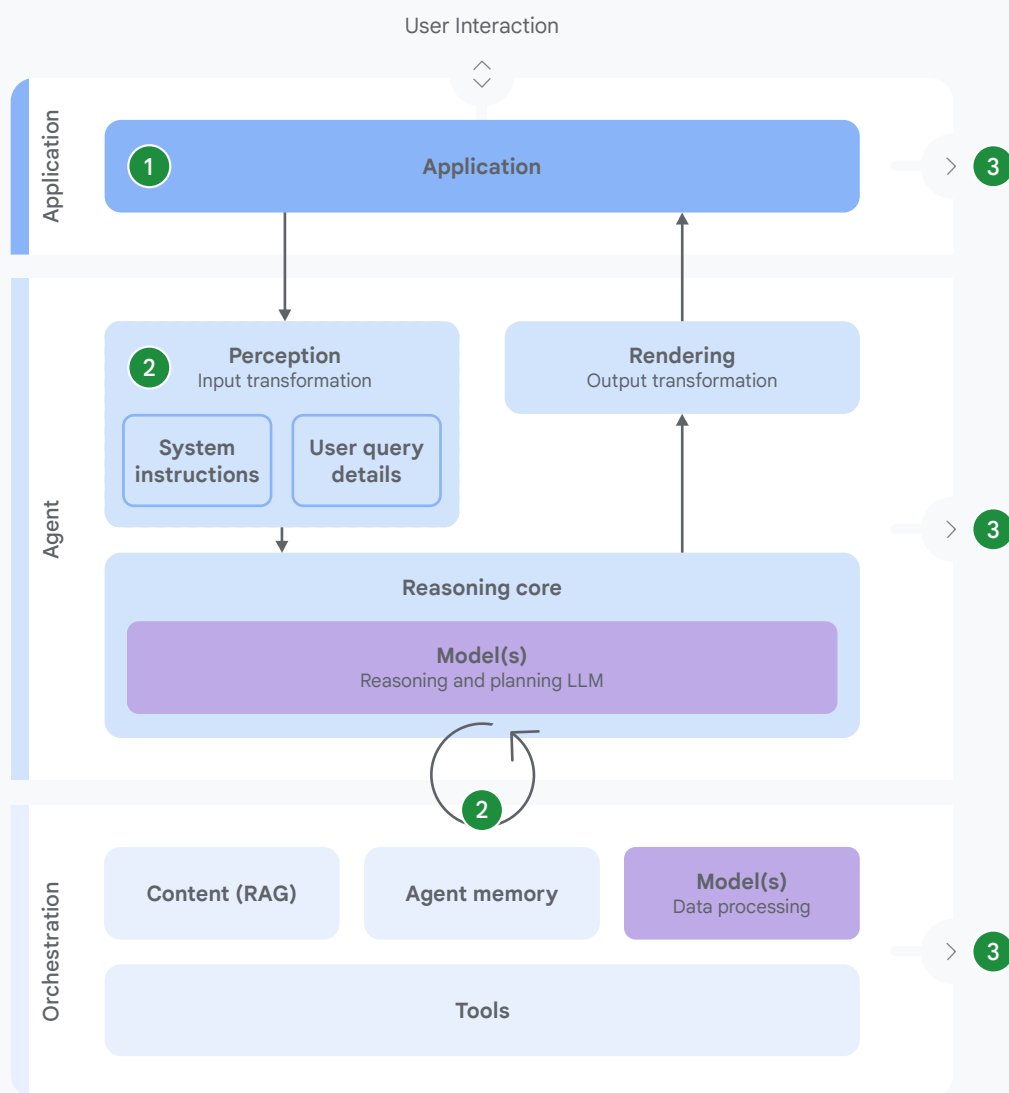 User Interaction
Application
1
Application
3
Agent
2
Perception
Input transformation
System
instructions
User query
details
Rendering
Output transformation
3
Reasoning core
Model(s)
Reasoning and planning LLM
2
Orchestration
Content (RAG)
Agent memory
Model(s)
Data processing
3
Tools